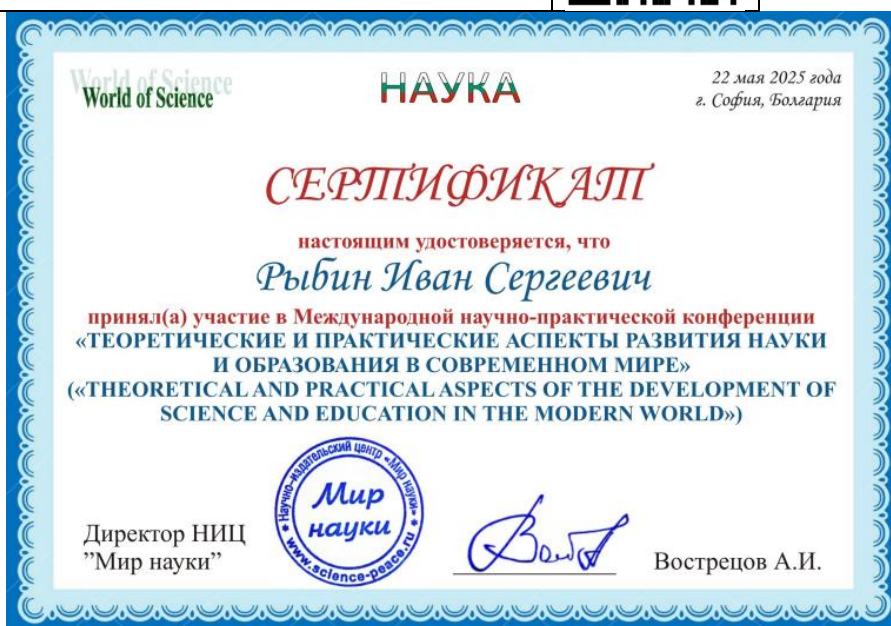 World of Science
World of Science
НАУКА
22 мая 2025 года
г. София, Болгария
СЕРТИФИКАТ
настоящим удостоверяется, что
Рыбин Иван Сергеевич
принял(а) участие в Международной научно-практической конференции
«ТЕОРЕТИЧЕСКИЕ И ПРАКТИЧЕСКИЕ АСПЕКТЫ РАЗВИТИЯ НАУКИ
И ОБРАЗОВАНИЯ В СОВРЕМЕННОМ МИРЕ»
(«THEORETICAL AND PRACTICAL ASPECTS OF THE DEVELOPMENT OF
SCIENCE AND EDUCATION IN THE MODERN WORLD»)
Научно-издательский центр «Мир науки»
Мир
науки
www.science-peace.ru
Директор НИЦ
”Мир науки”
Вострецов А.И.